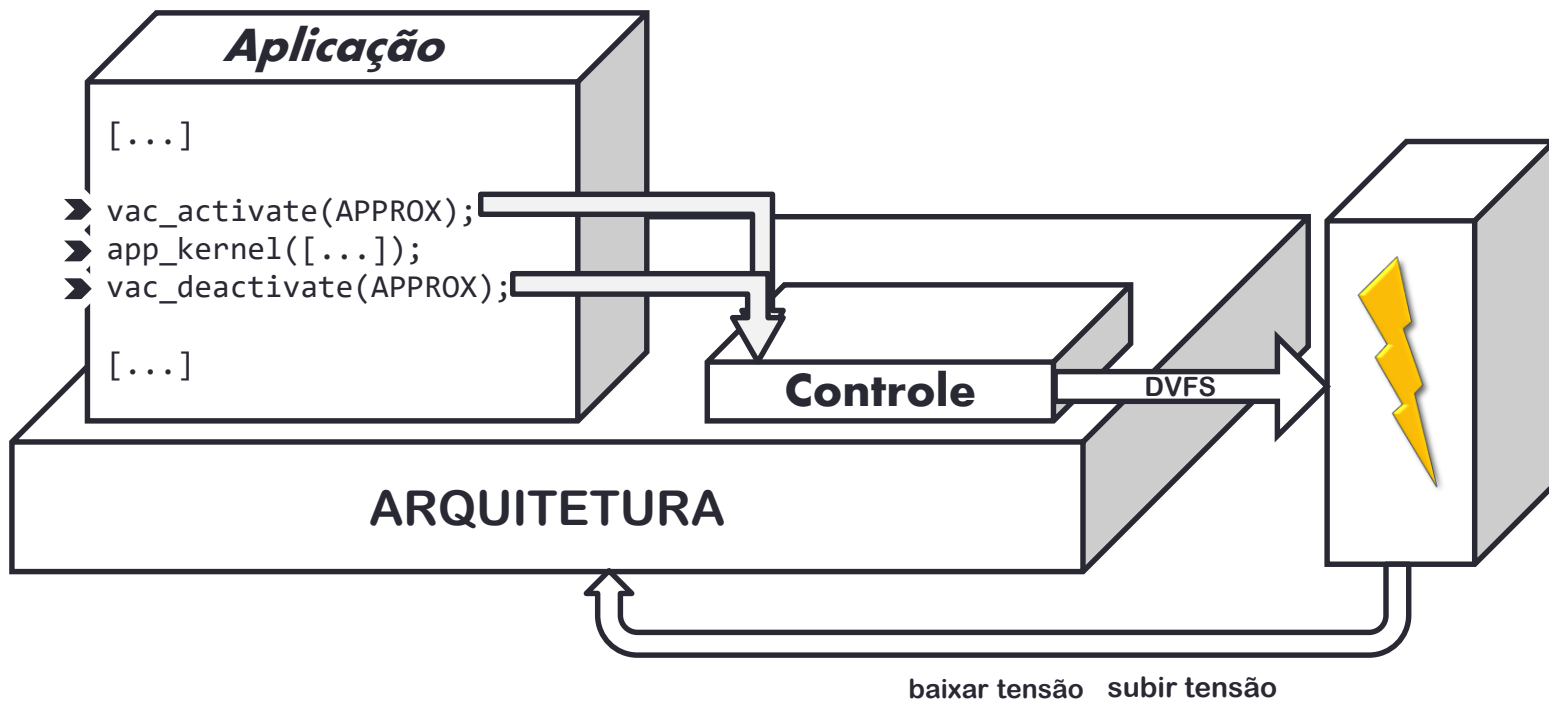 Aplicação
[...]
vac_activate(APPROX);
app_kernel([...]);
vac_deactivate(APPROX);
[...]
Controle
DVFS
ARQUITETURA
baixar tensão subir tensão